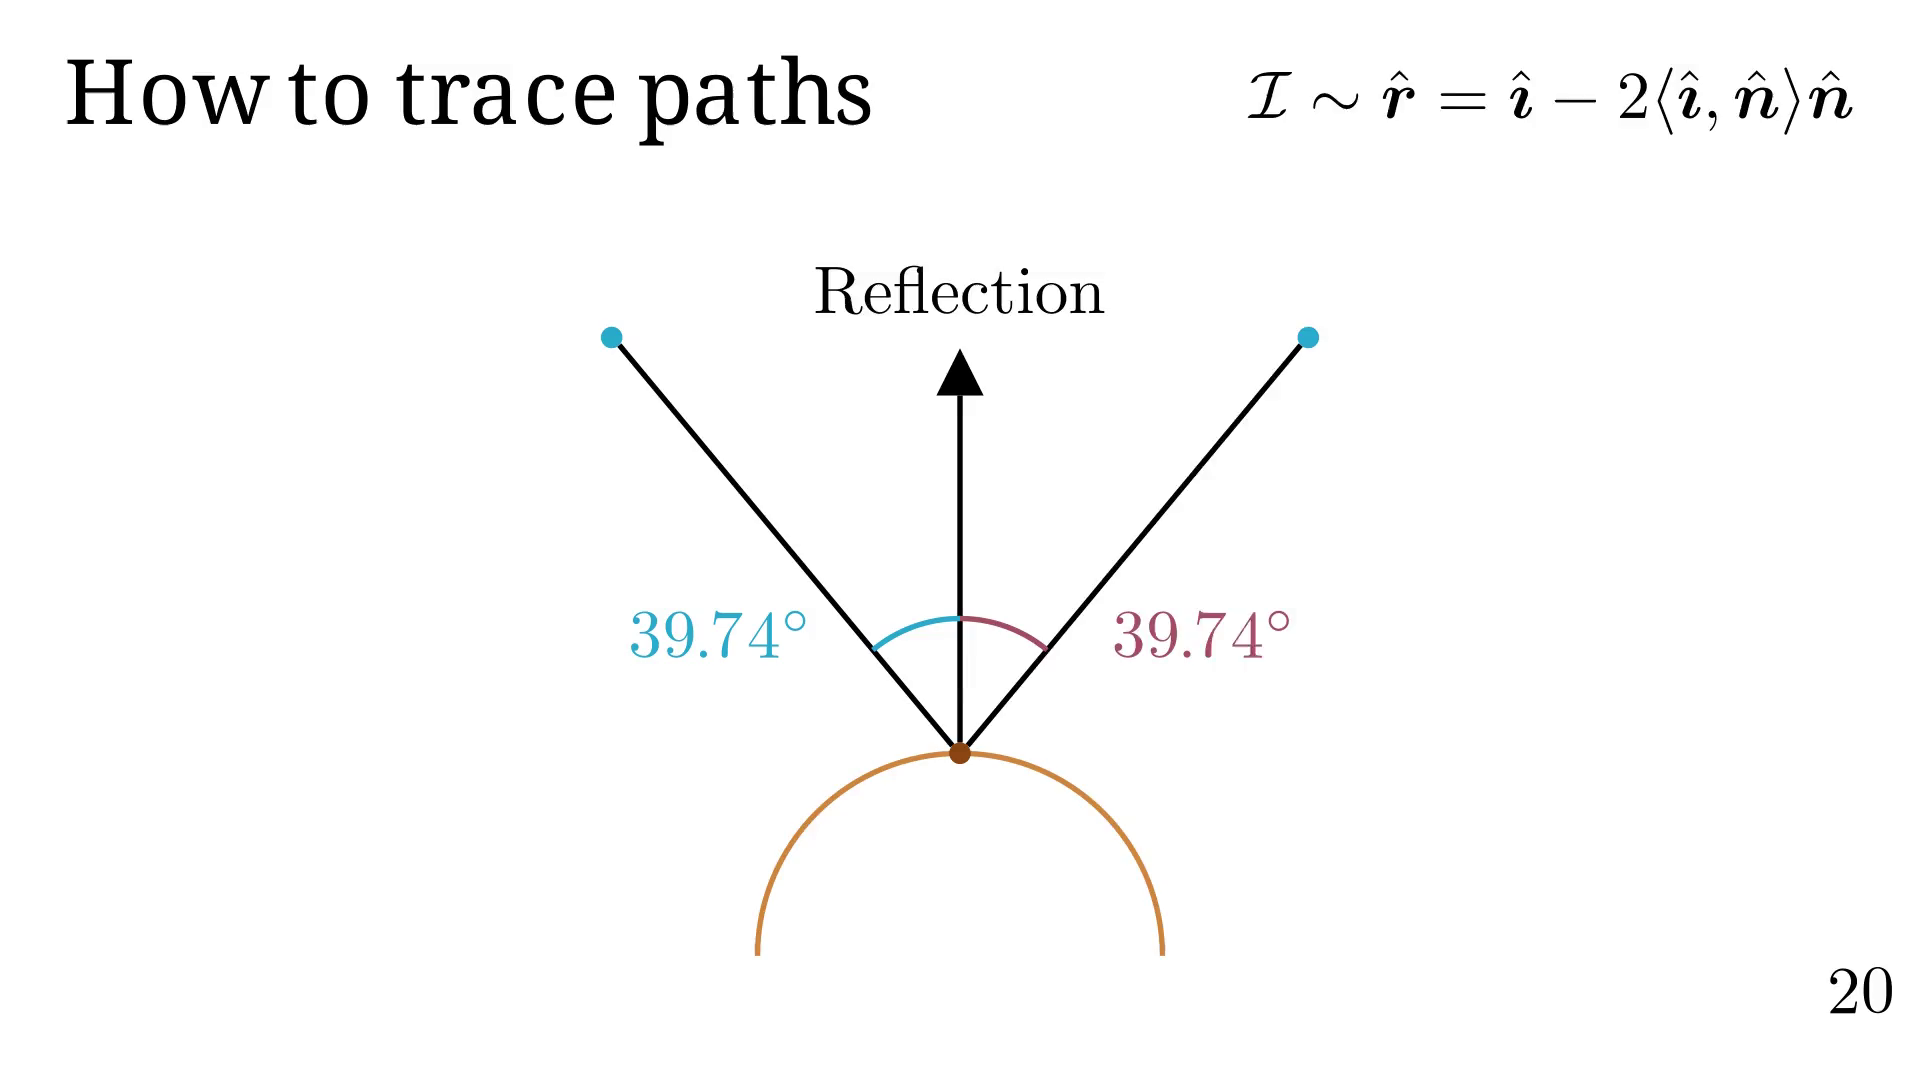 How to trace paths
ℐ ∼ r̂ = î − 2⟨î, n̂⟩n̂
Reflection
39.74°
39.74°
20